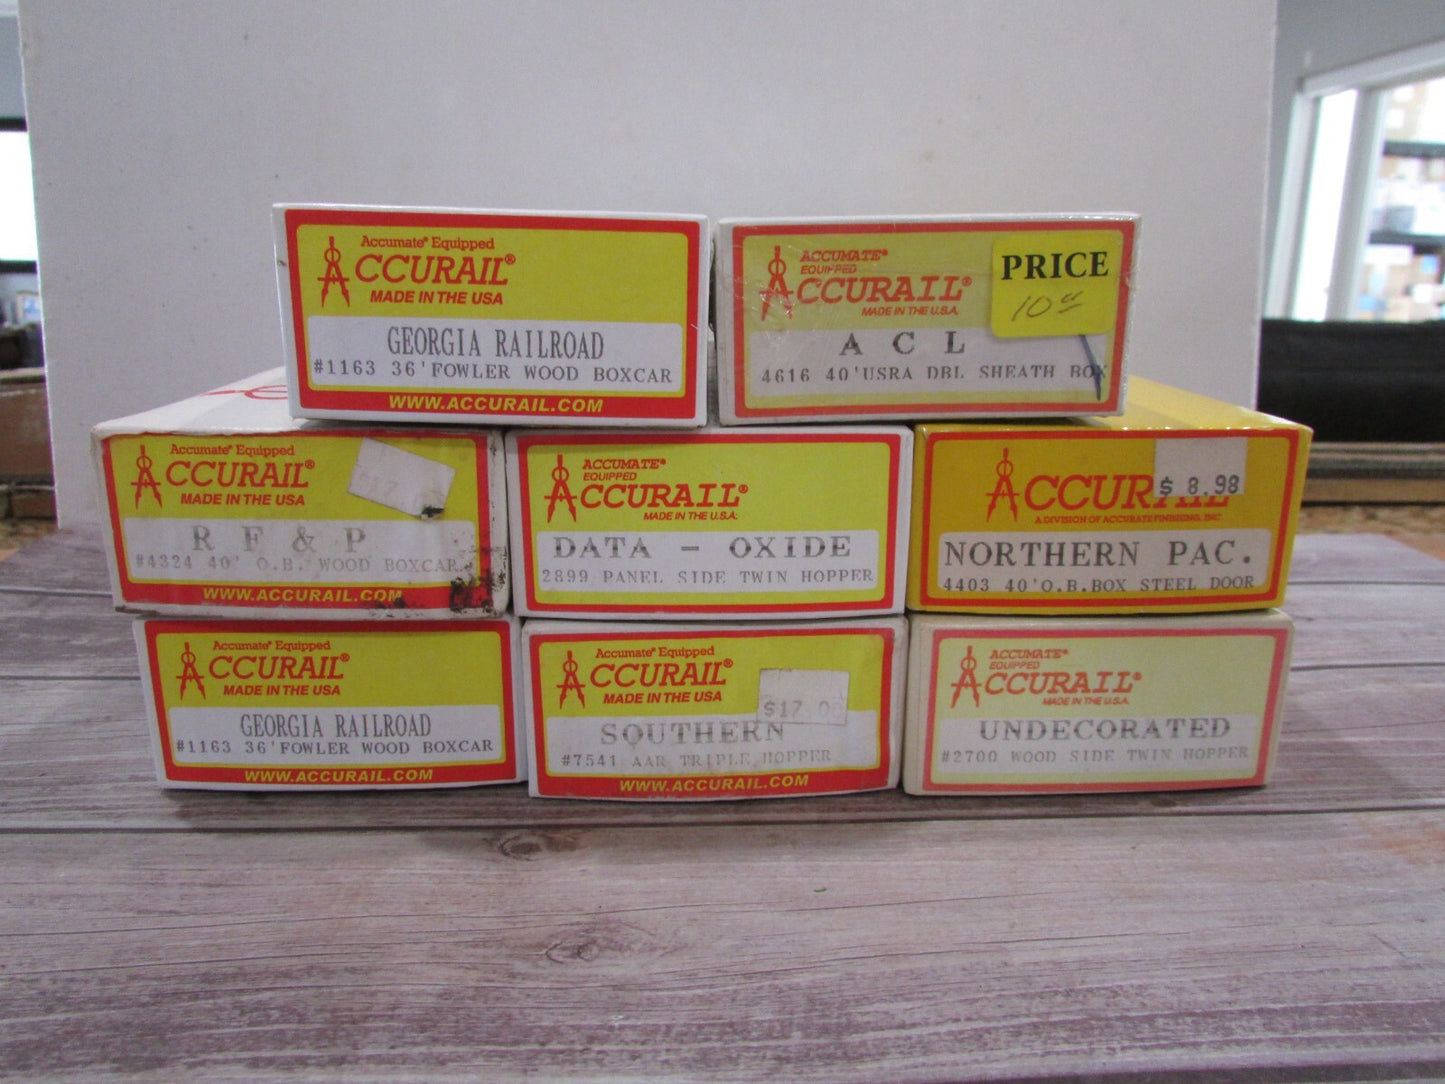 Accumate® Equipped
ACCURAIL®
MADE IN THE USA
GEORGIA RAILROAD
#1163 36'FOWLER WOOD BOXCAR
WWW.ACCURAIL.COM
ACCUMATE®
EQUIPPED
ACCURAIL®
MADE IN THE U.S.A.
PRICE
10
A C L
4616 40'USRA DBL SHEATH BOX
Accumate® Equipped
ACCURAIL®
MADE IN THE USA
R F & P
#4324 40' O.B. WOOD BOXCAR
WWW.ACCURAIL.COM
ACCUMATE®
EQUIPPED
ACCURAIL®
MADE IN THE U.S.A.
DATA - OXIDE
2899 PANEL SIDE TWIN HOPPER
ACCURAIL
$ 8.98
A DIVISION OF ACCURATE FINISHING, INC
NORTHERN PAC.
4403 40'O.B.BOX STEEL DOOR
Accumate® Equipped
ACCURAIL®
MADE IN THE USA
GEORGIA RAILROAD
#1163 36'FOWLER WOOD BOXCAR
WWW.ACCURAIL.COM
Accumate® Equipped
ACCURAIL®
MADE IN THE USA
$17.00
SOUTHERN
#7541 AAR TRIPLE HOPPER
WWW.ACCURAIL.COM
ACCUMATE®
EQUIPPED
ACCURAIL®
MADE IN THE U.S.A.
UNDECORATED
#2700 WOOD SIDE TWIN HOPPER